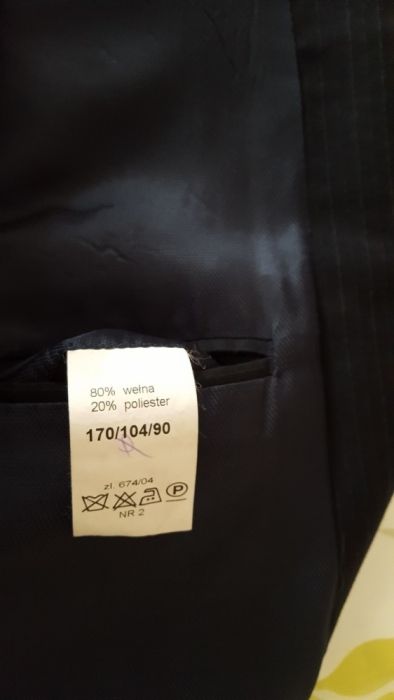 80% wełna
20% poliester
170/104/90
zl. 674/04
P
NR 2